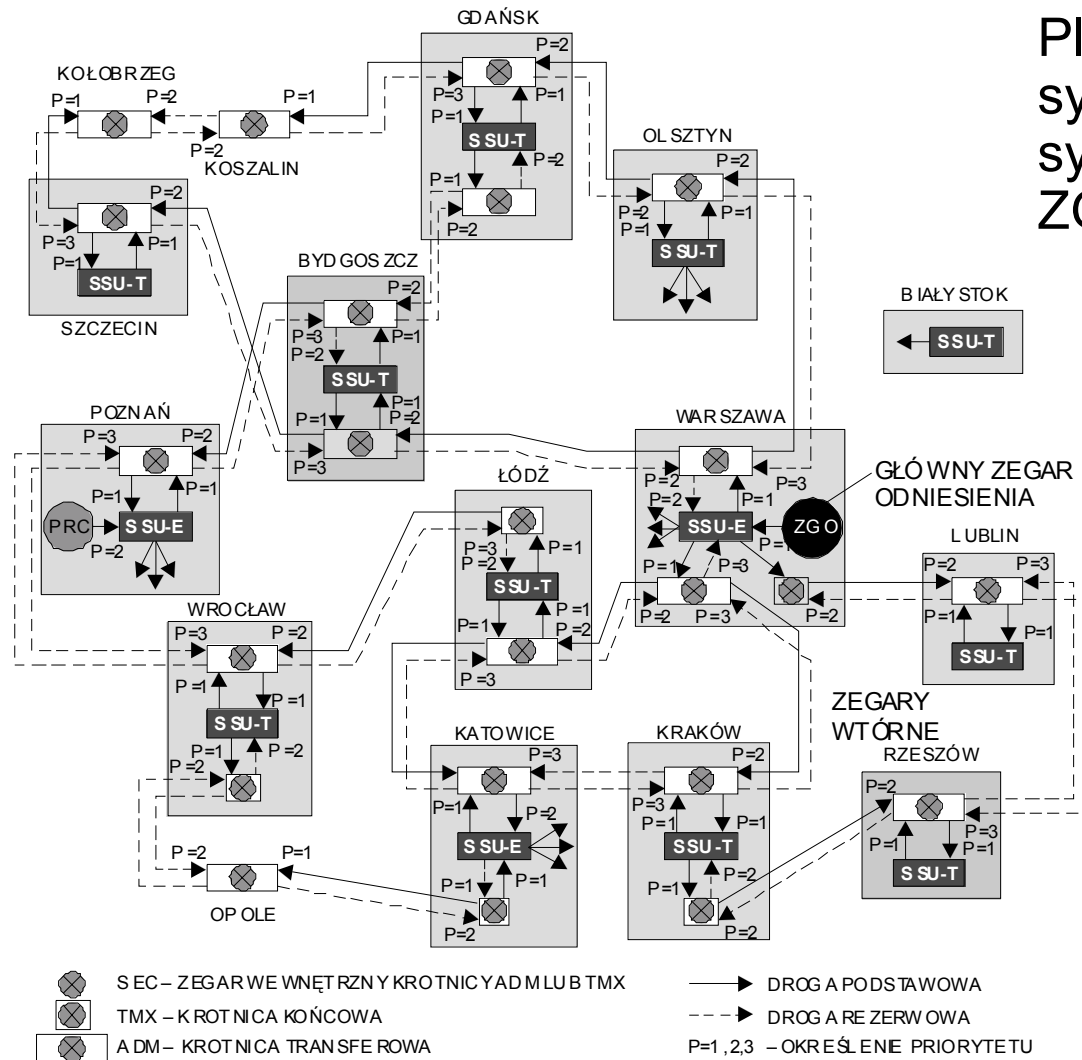 GDAŃSK
Pl
sy
sy
ZG
KOŁOBRZEG
P=2
P=1
P=2
P=1
P=3
P=1
P=1
SSU-T
P=2
KOSZALIN
OLSZTYN
P=2
P=1
P=2
P=2
P=2
P=1
P=1
SSU-T
P=2
P=3
P=1
P=1
SSU-T
SZCZECIN
BYDGOSZCZ
P=2
P=3
P=2
P=1
SSU-T
P=1
P=1
P=2
P=3
BIAŁYSTOK
SSU-T
POZNAŃ
P=3
P=2
P=1
P=1
PRC
SSU-E
P=2
WARSZAWA
P=2
P=2
P=1
P=3
SSU-E
ZGO
P=1
P=1
P=3
P=2
P=3
P=2
GŁÓWNY ZEGAR
ODNIESIENIA
ŁÓDŹ
P=3
P=2
P=1
SSU-T
P=1
P=1
P=2
P=3
LUBLIN
P=2
P=3
P=1
P=1
SSU-T
WROCŁAW
P=3
P=2
P=1
P=1
SSU-T
P=1
P=2
P=2
ZEGARY
WTÓRNE
KATOWICE
P=3
P=1
P=2
SSU-E
P=1
P=1
P=2
KRAKÓW
P=2
P=3
P=1
P=1
SSU-T
P=1
P=2
P=2
RZESZÓW
P=2
P=3
P=1
P=1
SSU-T
P=2
P=1
OPOLE
SEC – ZEGAR WEWNĘTRZNY KROTNICY ADM LUB TMX
DROGA PODSTAWOWA
TMX – KROTNICA KOŃCOWA
DROGA REZERWOWA
ADM – KROTNICA TRANSFEROWA
P=1,2,3 – OKREŚLENIE PRIORYTETU